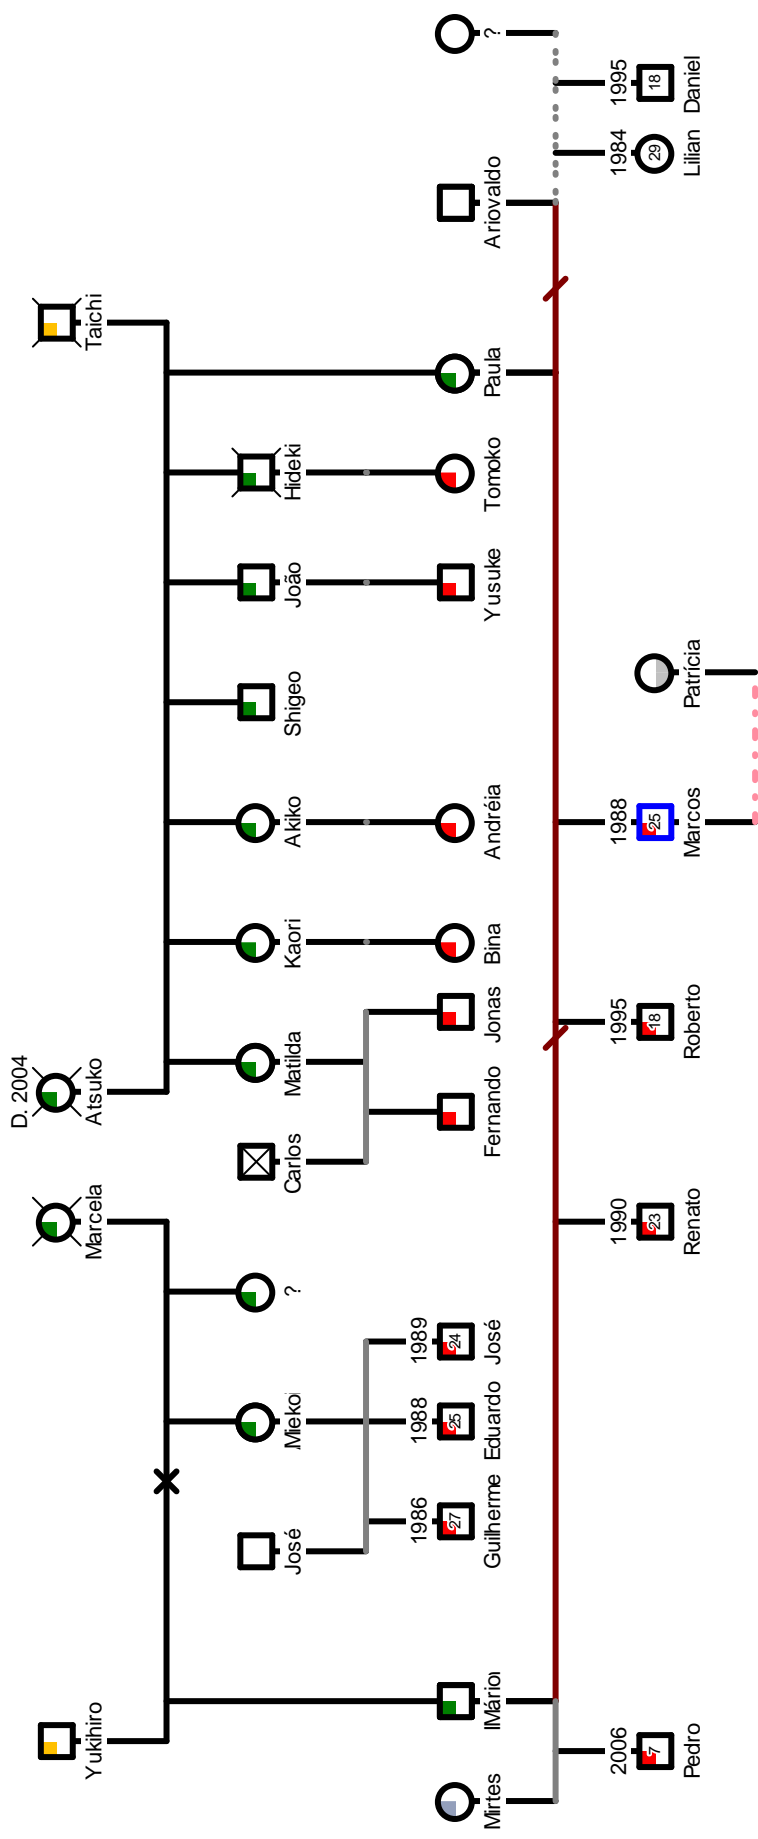 D. 2004
Yukihiro
Marcela
Atsuko
Taichi
José
Mieko
?
Carlos
Matilda
Kaori
Akiko
Shigeo
João
Hideki
1986
1988
1989
27
25
24
Mirtes
Mário
Guilherme
Eduardo
José
Fernando
Jonas
Bina
Andréia
Yusuke
Tomoko
Paula
Ariovaldo
?
2006
1990
1995
1988
1984
1995
7
23
18
25
29
18
Pedro
Renato
Roberto
Marcos
Patrícia
Lilian
Daniel